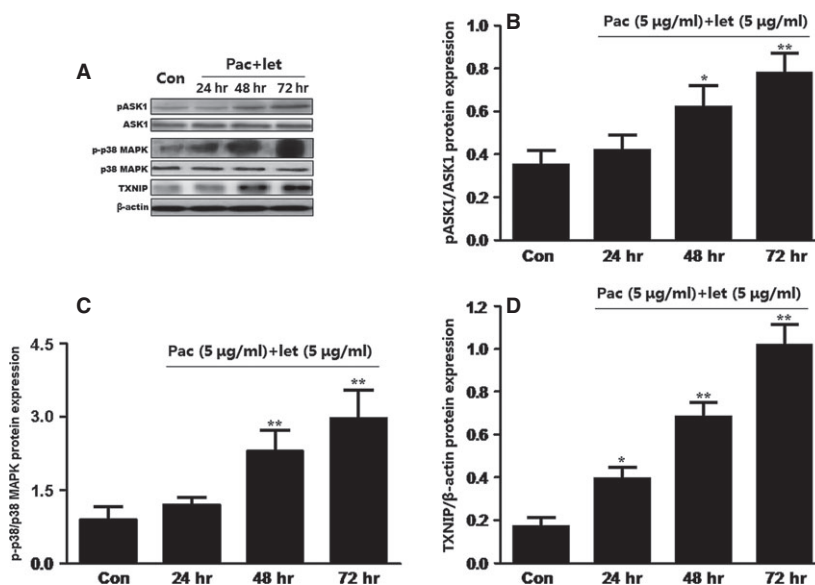 A
Con
Pac+let
24 hr 48 hr 72 hr
pASK1
ASK1
p-p38 MAPK
p38 MAPK
TXNIP
β-actin
B
Pac (5 μg/ml)+let (5 μg/ml)
pASK1/ASK1 protein expression
1.0
0.8
0.6
0.4
0.2
0.0
*
**
Con 24 hr 48 hr 72 hr
C
Pac (5 μg/ml)+let (5 μg/ml)
p-p38/p38 MAPK protein expression
4.5
3.0
1.5
0.0
**
**
Con 24 hr 48 hr 72 hr
D
Pac (5 μg/ml)+let (5 μg/ml)
TXNIP/β-actin protein expression
1.2
1.0
0.8
0.6
0.4
0.2
0.0
*
**
**
Con 24 hr 48 hr 72 hr